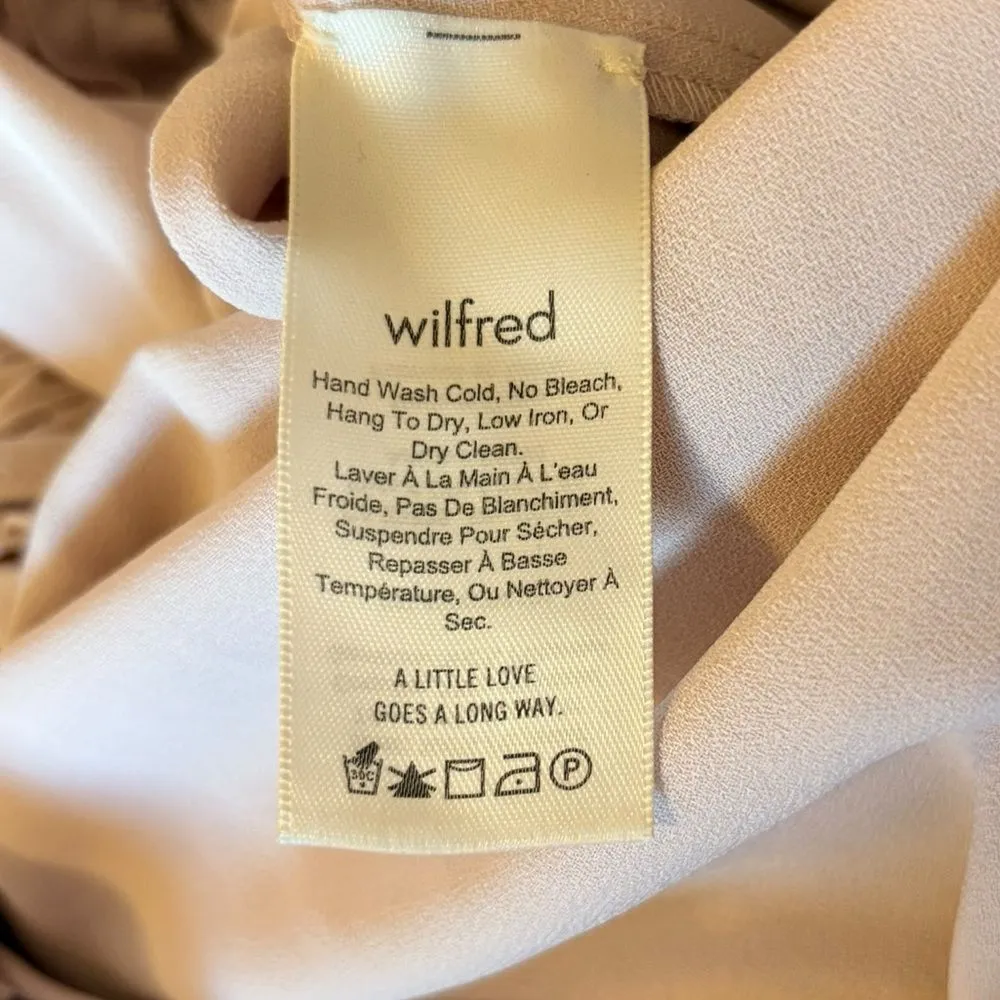 wilfred
Hand Wash Cold, No Bleach,
Hang To Dry, Low Iron, Or
Dry Clean.
Laver À La Main À L'eau
Froide, Pas De Blanchiment,
Suspendre Pour Sécher,
Repasser À Basse
Température, Ou Nettoyer À
Sec.
A LITTLE LOVE
GOES A LONG WAY.
30C P